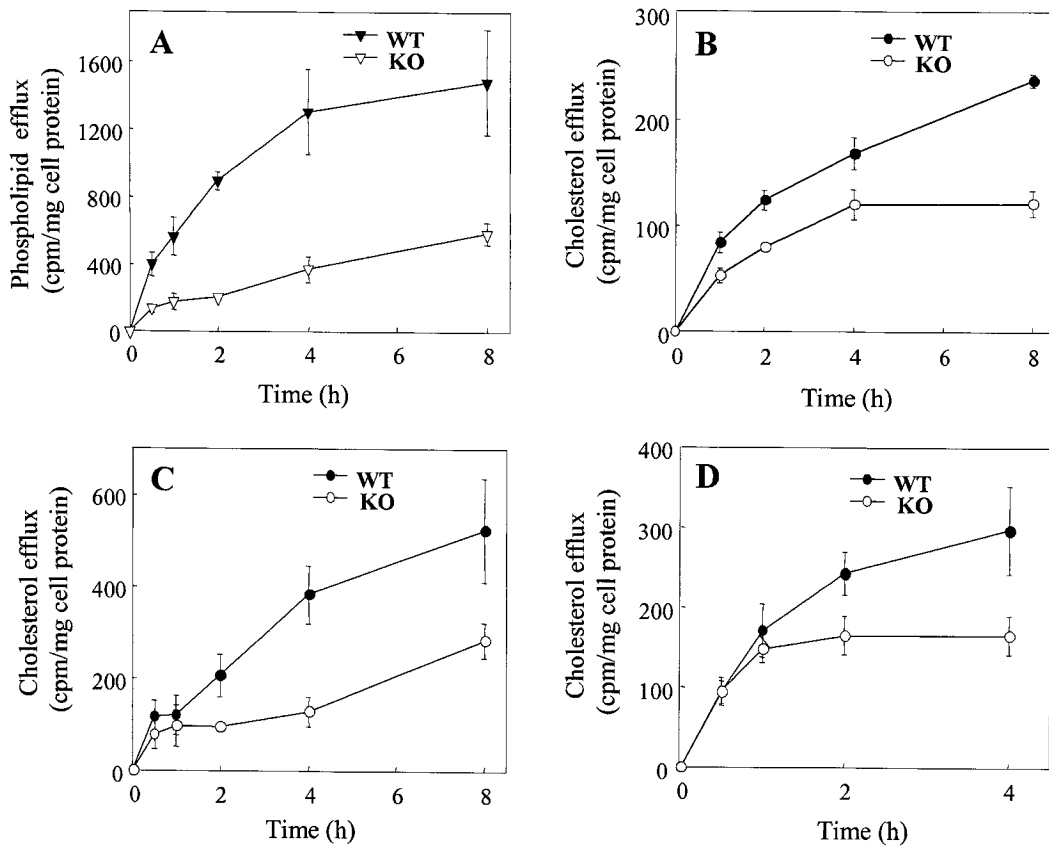 A
WT
KO
Phospholipid efflux
(cpm/mg cell protein)
1600
1200
800
400
0
0 2 4 6 8
Time (h)
B
WT
KO
Cholesterol efflux
(cpm/mg cell protein)
300
200
100
0
0 2 4 6 8
Time (h)
C
WT
KO
Cholesterol efflux
(cpm/mg cell protein)
600
400
200
0
0 2 4 6 8
Time (h)
D
WT
KO
Cholesterol efflux
(cpm/mg cell protein)
400
300
200
100
0
0 2 4
Time (h)